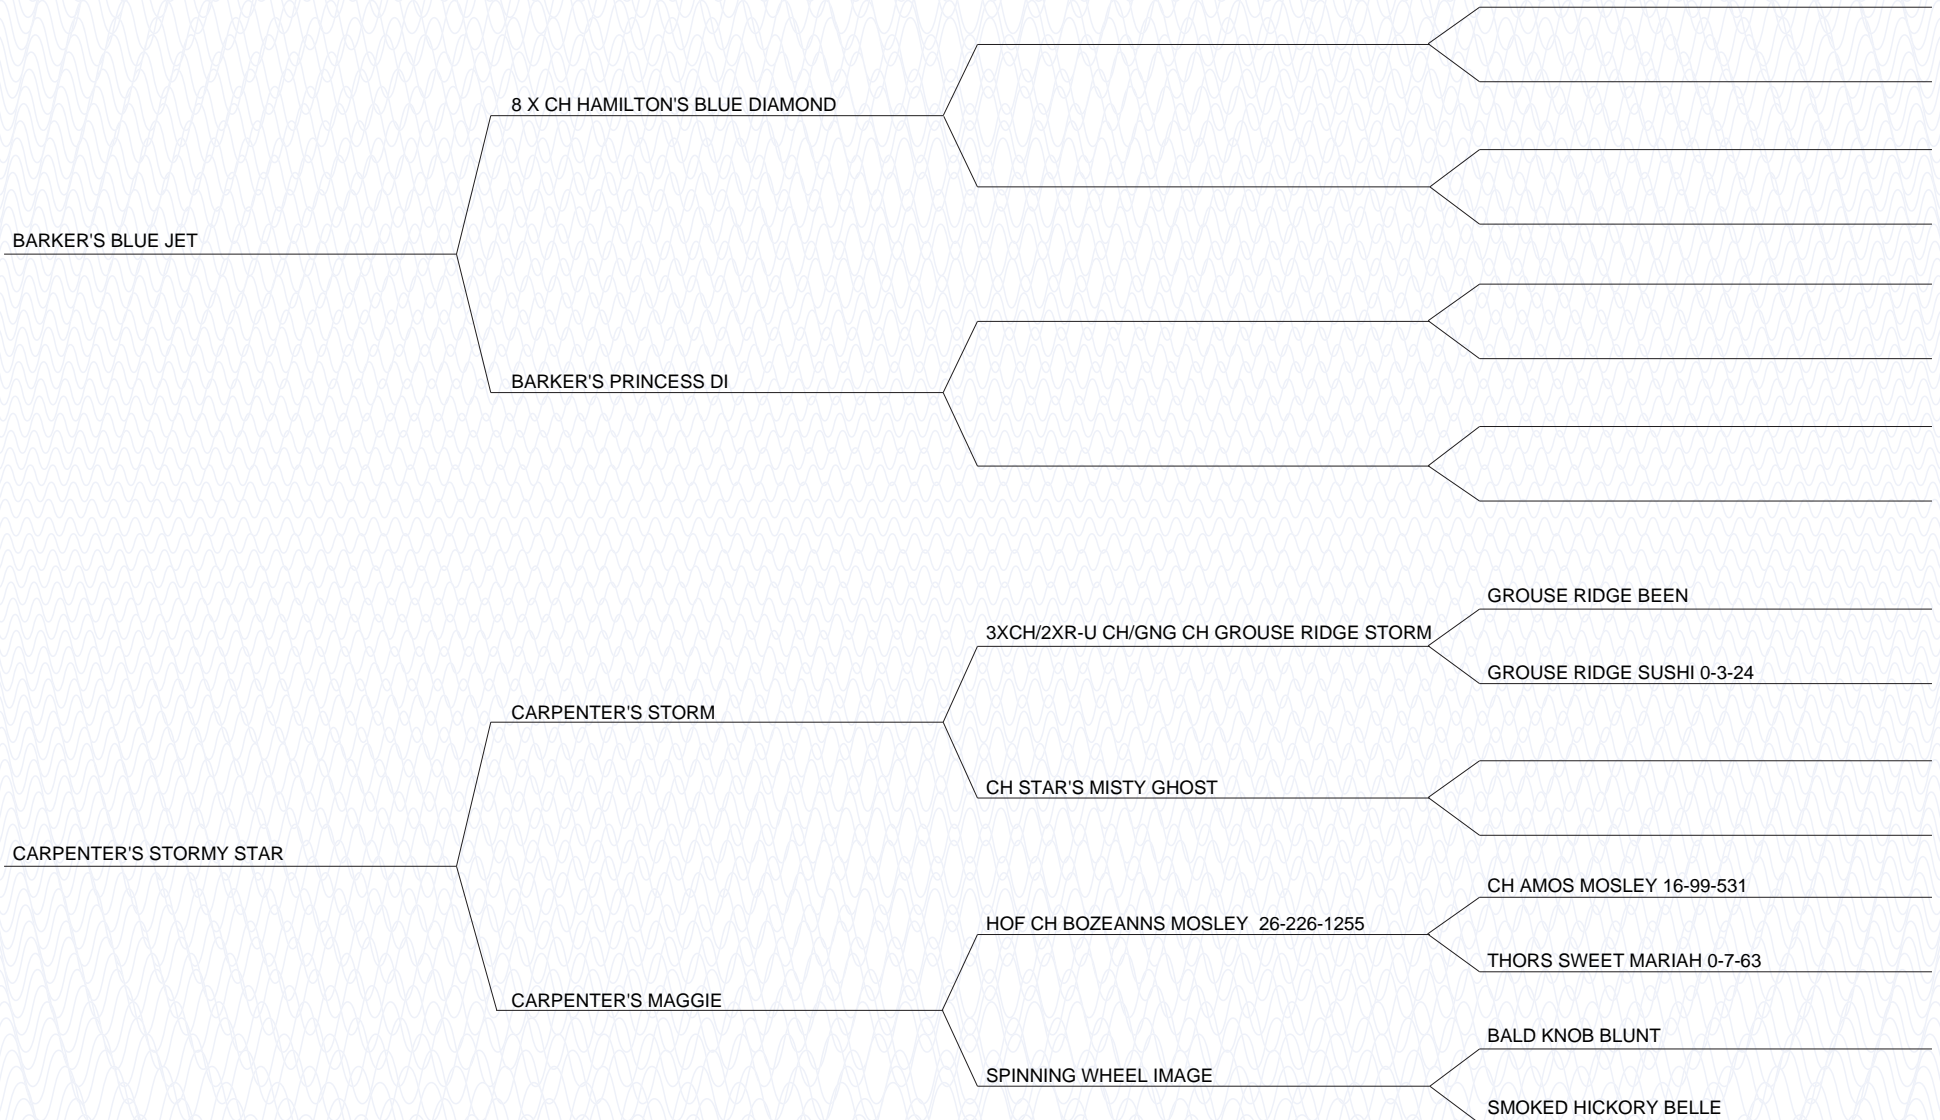 8 X CH HAMILTON'S BLUE DIAMOND
BARKER'S BLUE JET
BARKER'S PRINCESS DI
GROUSE RIDGE BEEN
3XCH/2XR-U CH/GNG CH GROUSE RIDGE STORM
GROUSE RIDGE SUSHI 0-3-24
CARPENTER'S STORM
CH STAR'S MISTY GHOST
CARPENTER'S STORMY STAR
CH AMOS MOSLEY 16-99-531
HOF CH BOZEANNS MOSLEY  26-226-1255
THORS SWEET MARIAH 0-7-63
CARPENTER'S MAGGIE
BALD KNOB BLUNT
SPINNING WHEEL IMAGE
SMOKED HICKORY BELLE